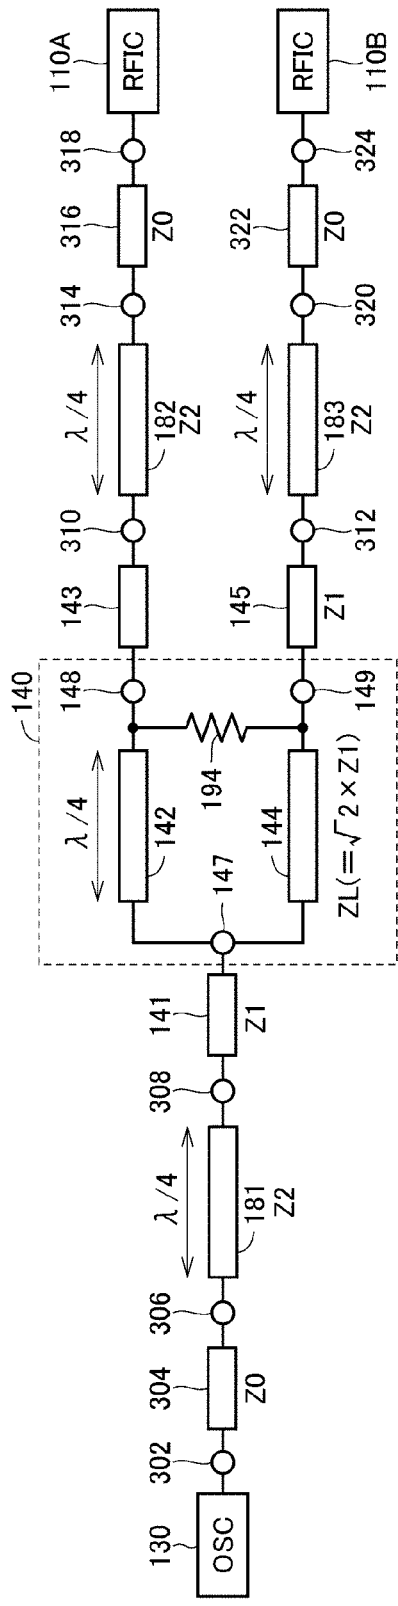 140
λ/4
148
143
310
λ/4
314
316
318
110A
RFIC
142
182
Z2
Z0
130
302
304
306
λ/4
308
141
147
194
OSC
Z0
181
Z2
Z1
144
145
λ/4
322
RFIC
ZL(=√2×Z1)
149
Z1
312
183
Z2
320
Z0
324
110B